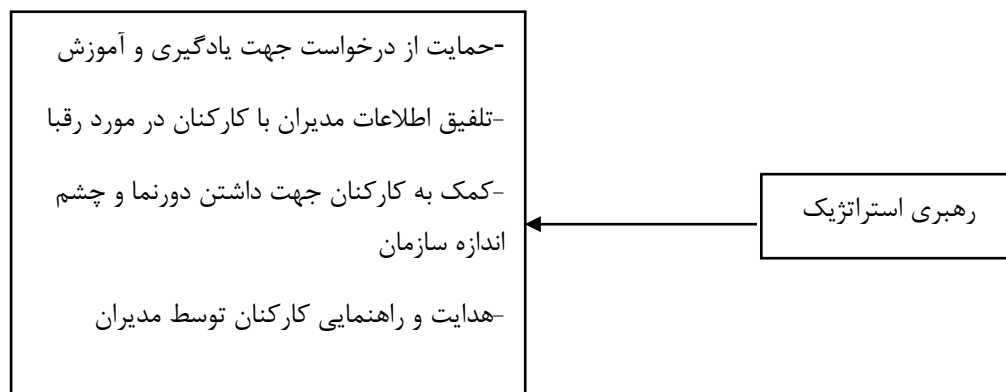 -حمایت از درخواست جهت یادگیری و آموزش
-تلفیق اطلاعات مدیران با کارکنان در مورد رقبا
-کمک به کارکنان جهت داشتن دورنما و چشم
اندازه سازمان
-هدایت و راهنمایی کارکنان توسط مدیران
رهبری استراتژیک